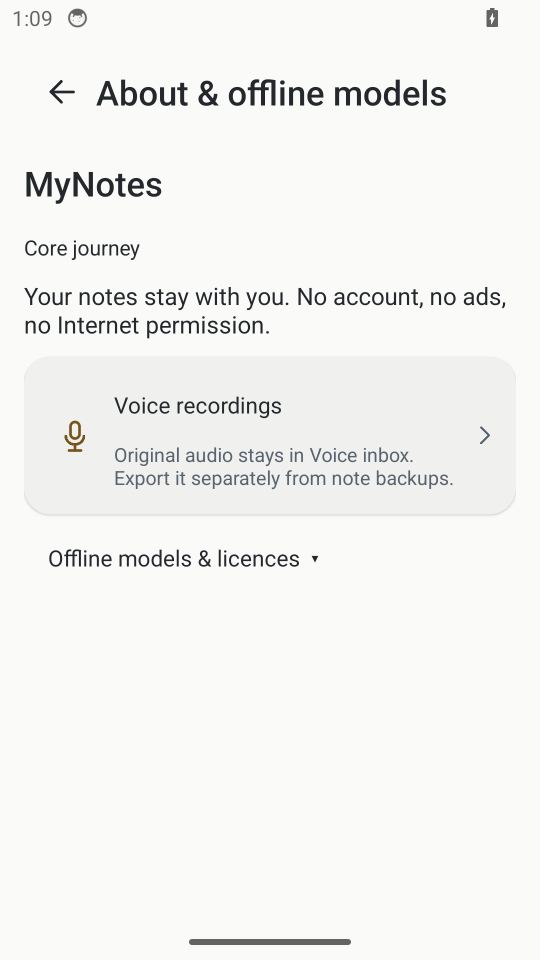 1:09
About & offline models
MyNotes
Core journey
Your notes stay with you. No account, no ads,
no Internet permission.
Voice recordings
Original audio stays in Voice inbox.
Export it separately from note backups.
Offline models & licences ▾